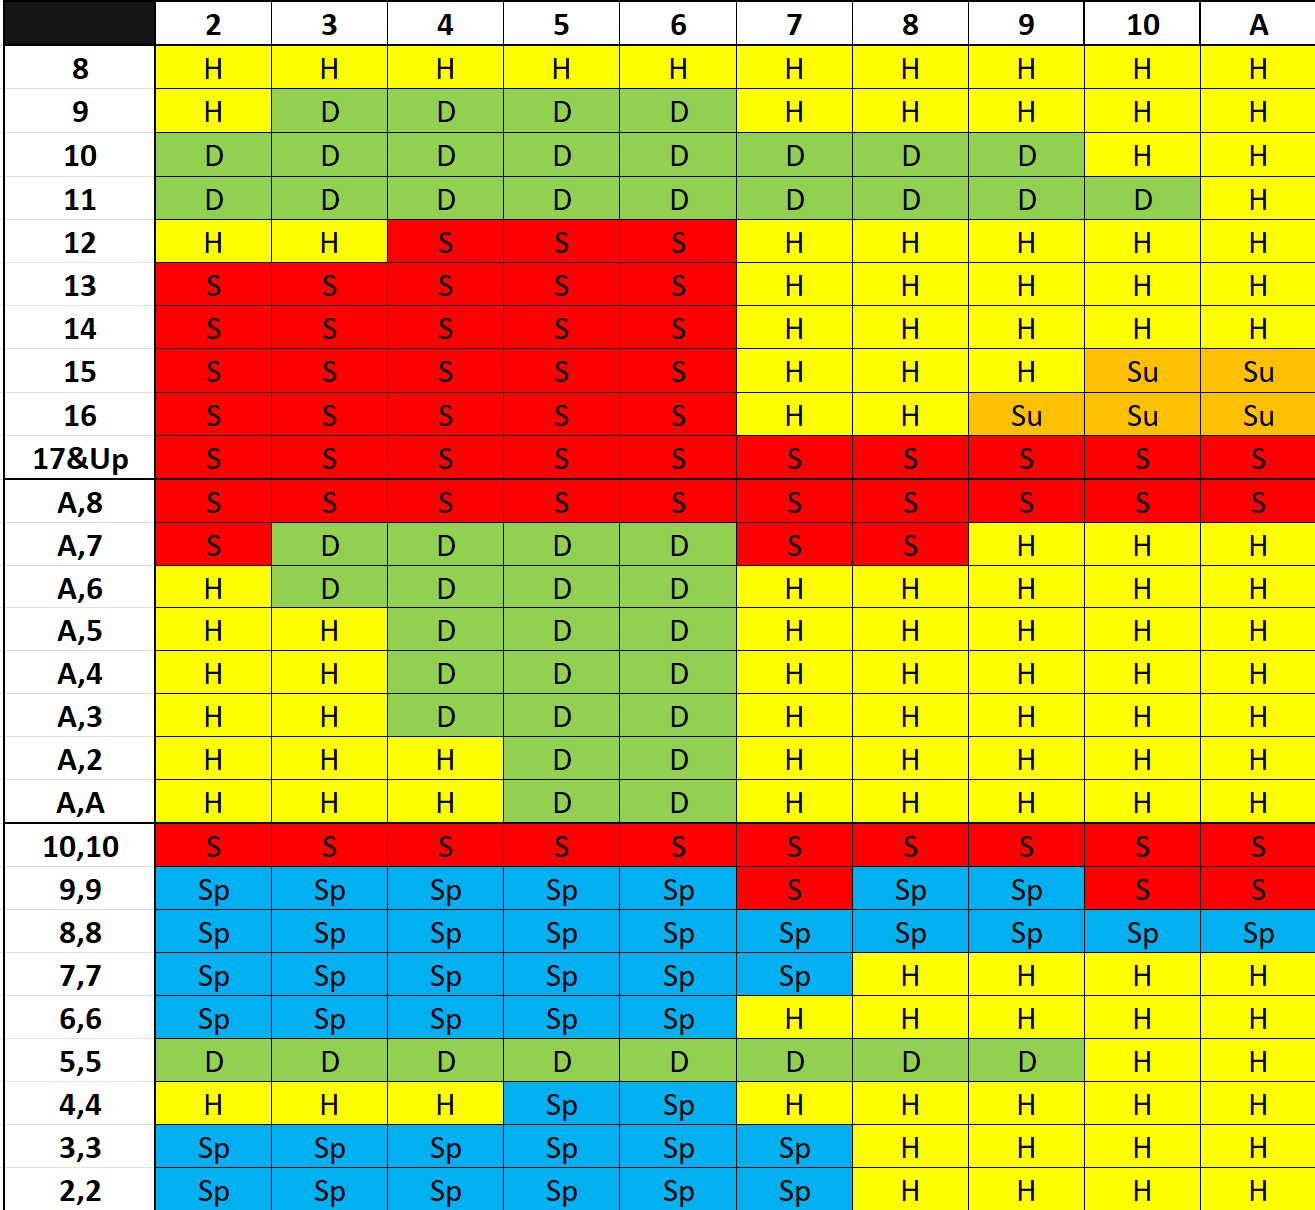 2 3 4 5 6 7 8 9 10 A
8 H H H H H H H H H H
9 H D D D D H H H H H
10 D D D D D D D D H H
11 D D D D D D D D D H
12 H H S S S H H H H H
13 S S S S S H H H H H
14 S S S S S H H H H H
15 S S S S S H H H Su Su
16 S S S S S H H Su Su Su
17&Up S S S S S S S S S S
A,8 S S S S S S S S S S
A,7 S D D D D S S H H H
A,6 H D D D D H H H H H
A,5 H H D D D H H H H H
A,4 H H D D D H H H H H
A,3 H H D D D H H H H H
A,2 H H H D D H H H H H
A,A H H H D D H H H H H
10,10 S S S S S S S S S S
9,9 Sp Sp Sp Sp Sp S Sp Sp S S
8,8 Sp Sp Sp Sp Sp Sp Sp Sp Sp Sp
7,7 Sp Sp Sp Sp Sp Sp H H H H
6,6 Sp Sp Sp Sp Sp H H H H H
5,5 D D D D D D D D H H
4,4 H H H Sp Sp H H H H H
3,3 Sp Sp Sp Sp Sp Sp H H H H
2,2 Sp Sp Sp Sp Sp Sp H H H H